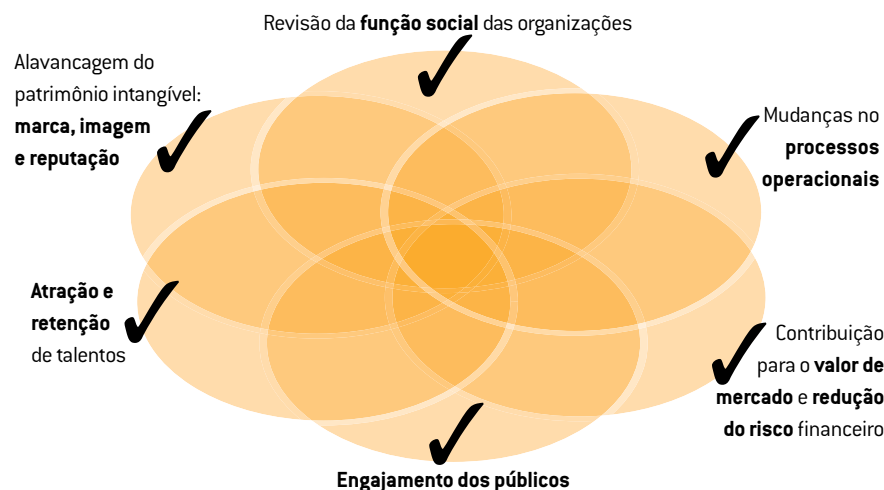 Revisão da função social das organizações
Alavancagem do
patrimônio intangível:
marca, imagem
e reputação
Mudanças no
processos
operacionais
Atração e
retenção
de talentos
Contribuição
para o valor de
mercado e redução
do risco financeiro
Engajamento dos públicos